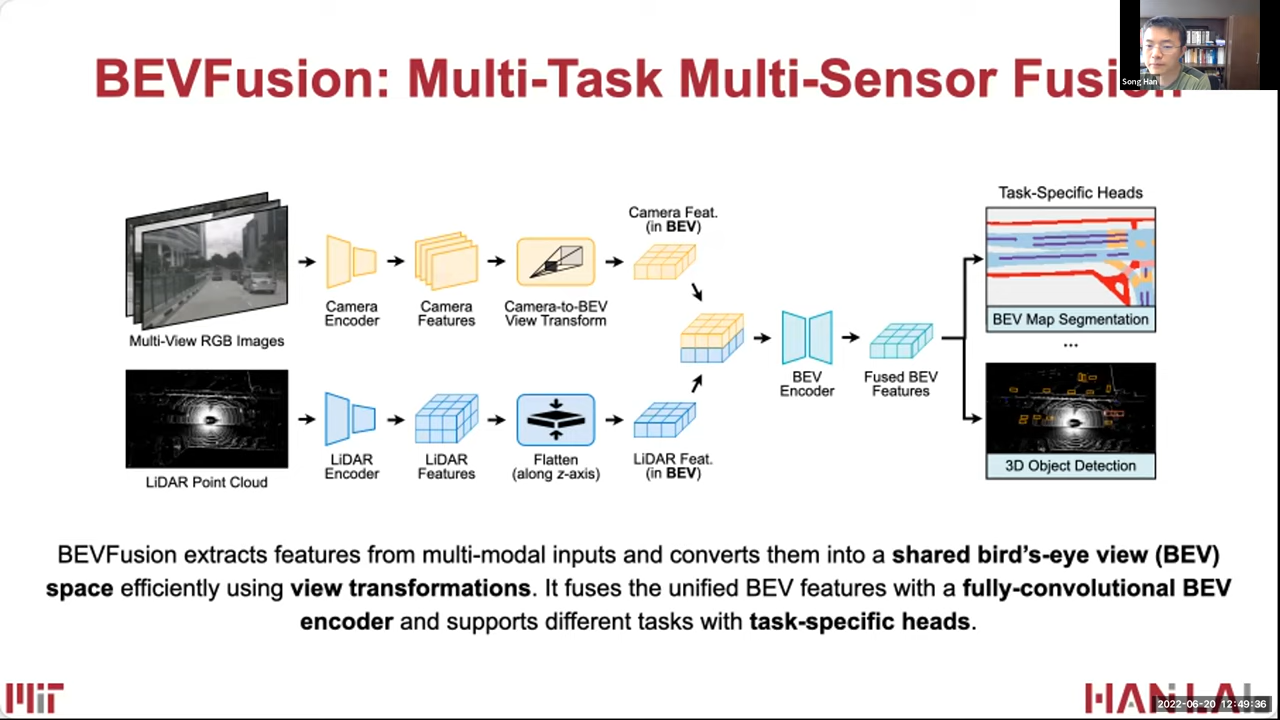 BEVFusion: Multi-Task Multi-Sensor Fusion
Song Han
Task-Specific Heads
Camera Feat.
(in BEV)
Camera
Encoder
Camera
Features
Camera-to-BEV
View Transform
Multi-View RGB Images
BEV Map Segmentation
...
BEV
Encoder
Fused BEV
Features
LiDAR
Encoder
LiDAR
Features
Flatten
(along z-axis)
LiDAR Feat.
(in BEV)
3D Object Detection
LiDAR Point Cloud
BEVFusion extracts features from multi-modal inputs and converts them into a shared bird's-eye view (BEV)
space efficiently using view transformations. It fuses the unified BEV features with a fully-convolutional BEV
encoder and supports different tasks with task-specific heads.
MIT
HAN LAB
2022-06-20 12:49:36